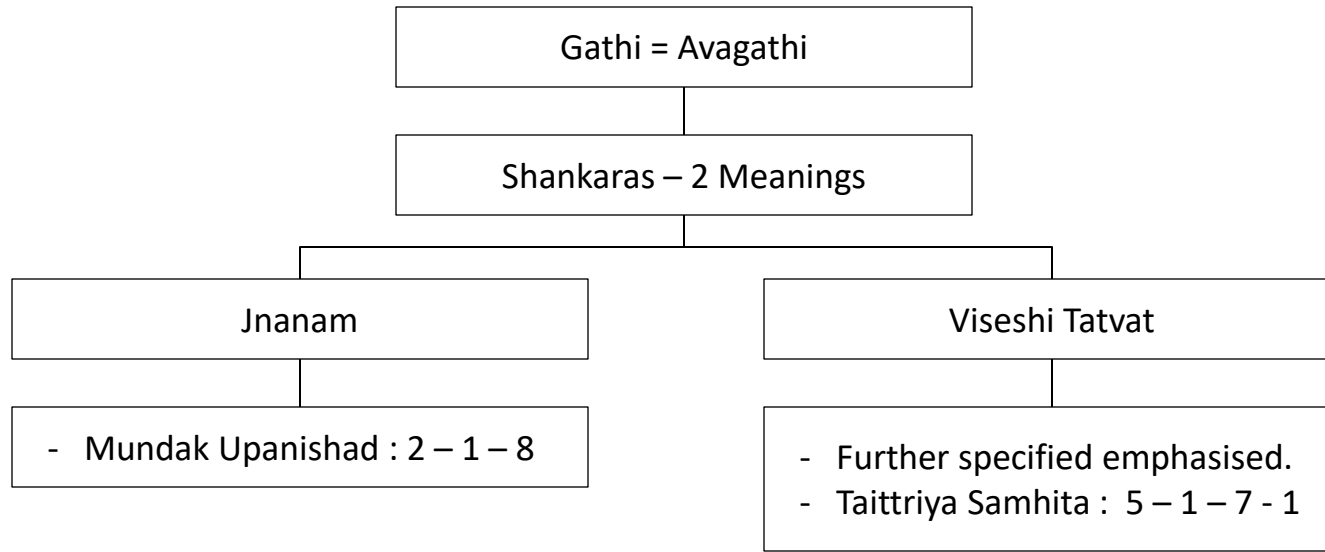 Gathi = Avagathi
Shankaras – 2 Meanings
Jnanam
Viseshi Tatvat
- Mundak Upanishad : 2 – 1 – 8
- Further specified emphasised.
- Taittriya Samhita : 5 – 1 – 7 - 1